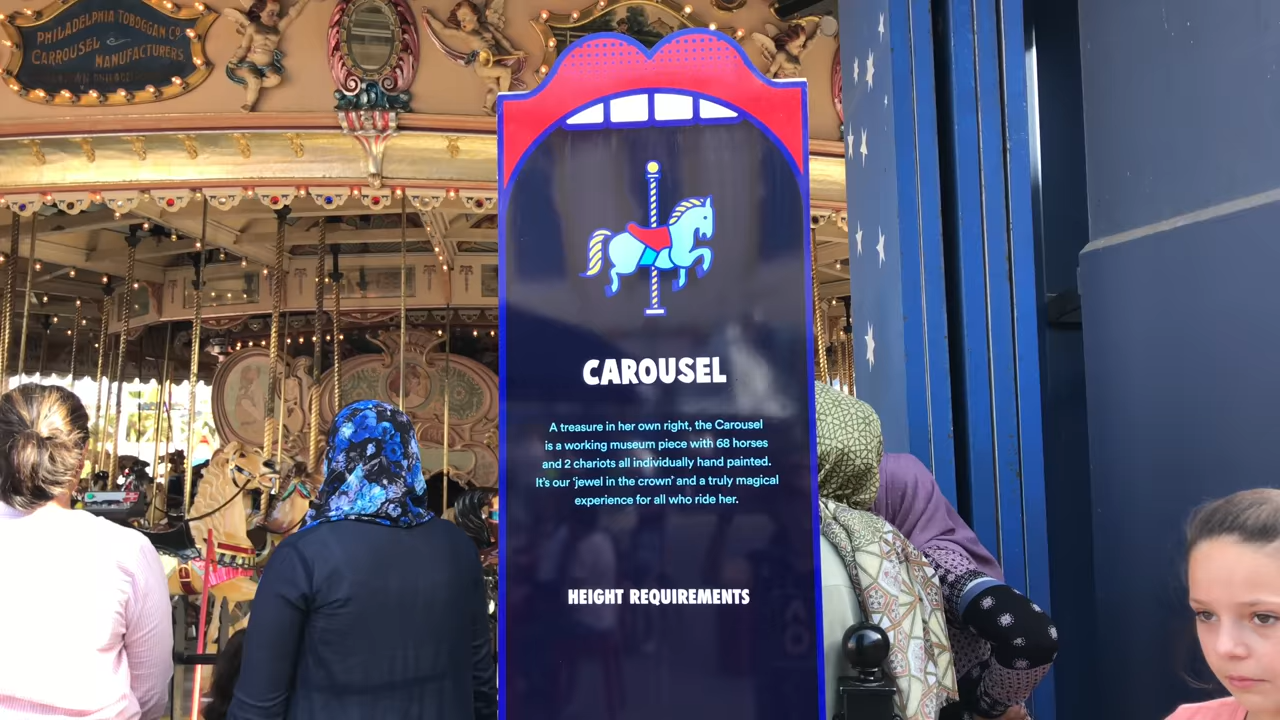 PHILADELPHIA TOBOGGAN CO.
CARROUSEL MANUFACTURERS,
CAROUSEL
A treasure in her own right, the Carousel
is a working museum piece with 68 horses
and 2 chariots all individually hand painted.
It's our 'jewel in the crown' and a truly magical
experience for all who ride her.
HEIGHT REQUIREMENTS